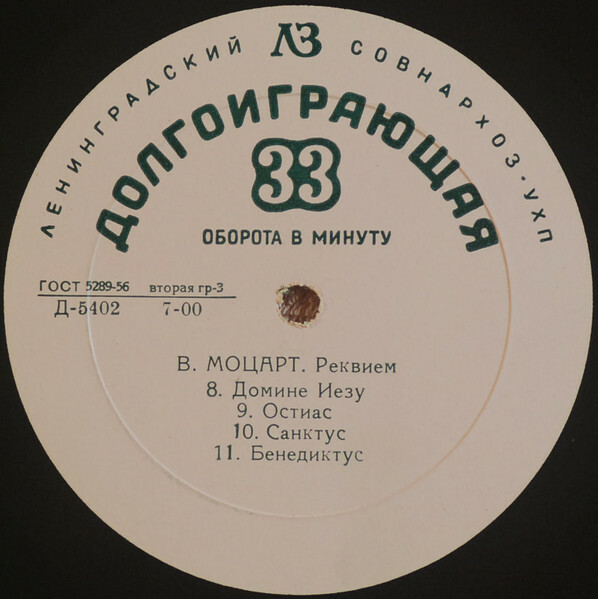 ЛЕНИНГРАДСКИЙ ЛЗ СОВНАРХОЗ·УХП
ДОЛГОИГРАЮЩАЯ
33
ОБОРОТА В МИНУТУ
ГОСТ 5289-56 вторая гр-3
Д-5402 7-00
В. МОЦАРТ. Реквием
8. Домине Иезу
9. Остиас
10. Санктус
11. Бенедиктус